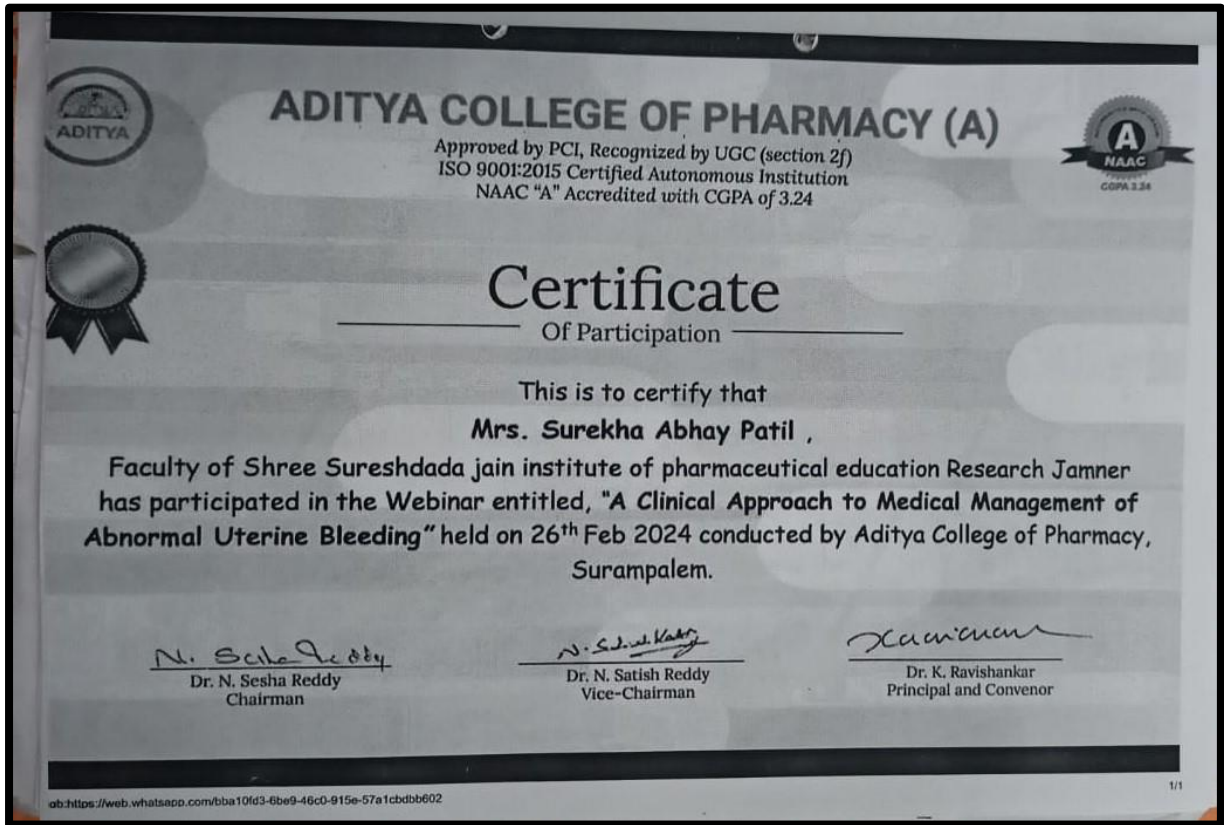 ADITYA
ADITYA COLLEGE OF PHARMACY (A)
Approved by PCI, Recognized by UGC (section 2f)
ISO 9001:2015 Certified Autonomous Institution
NAAC "A" Accredited with CGPA of 3.24
A
NAAC
CGPA 3.24
Certificate
Of Participation
This is to certify that
Mrs. Surekha Abhay Patil ,
Faculty of Shree Sureshdada jain institute of pharmaceutical education Research Jamner
has participated in the Webinar entitled, "A Clinical Approach to Medical Management of
Abnormal Uterine Bleeding" held on 26th Feb 2024 conducted by Aditya College of Pharmacy,
Surampalem.
Dr. N. Sesha Reddy
Chairman
Dr. N. Satish Reddy
Vice-Chairman
Dr. K. Ravishankar
Principal and Convenor
ob:https://web.whatsapp.com/bba10fd3-6be9-46c0-915e-57a1cbdbb602
1/1